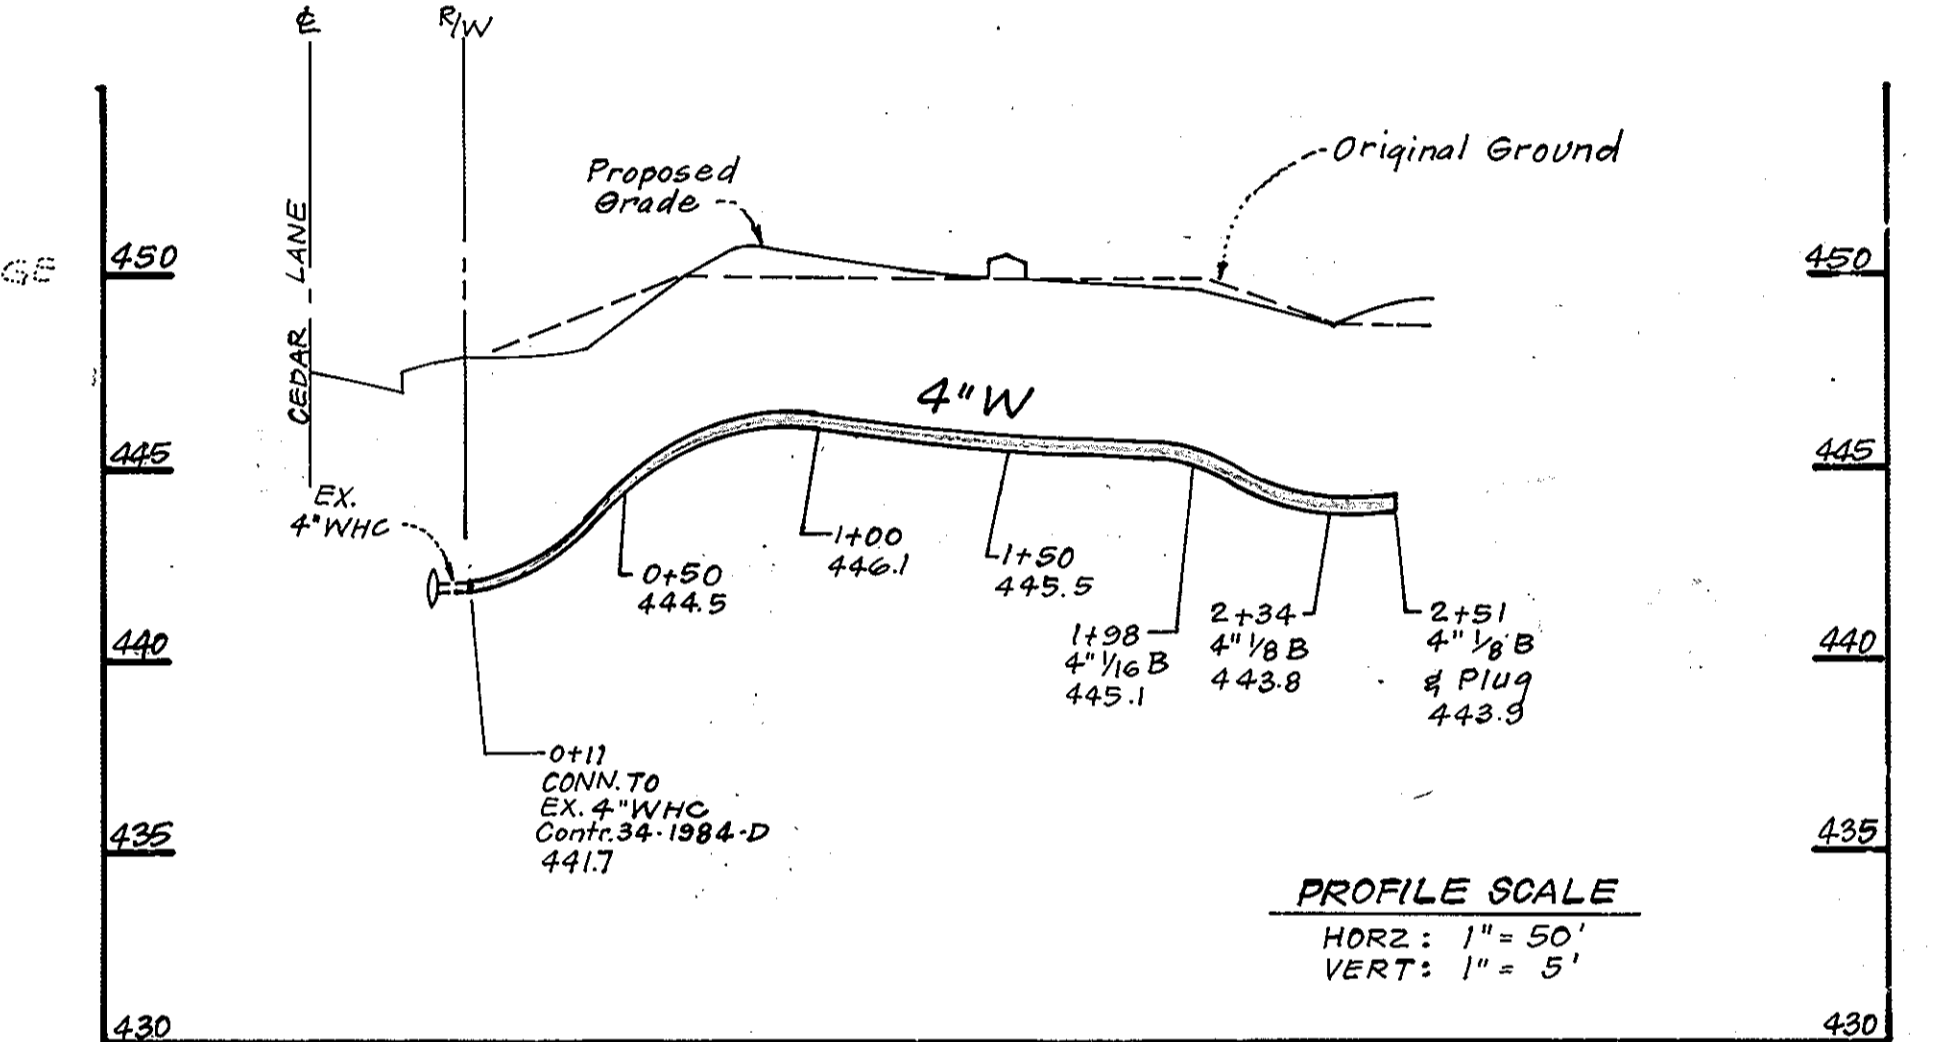 ℄
R/W
CEDAR LANE
Proposed
Grade
Original Ground
450
450
4" W
445
445
EX.
4" WHC
0+50
444.5
1+00
446.1
1+50
445.5
1+98
4" 1/16 B
445.1
2+34
4" 1/8 B
443.8
2+51
4" 1/8 B
& Plug
443.9
440
440
0+11
CONN. TO
EX. 4" WHC
Contr. 34-1984-D
441.7
435
435
PROFILE SCALE
HORZ: 1" = 50'
VERT: 1" = 5'
430
430